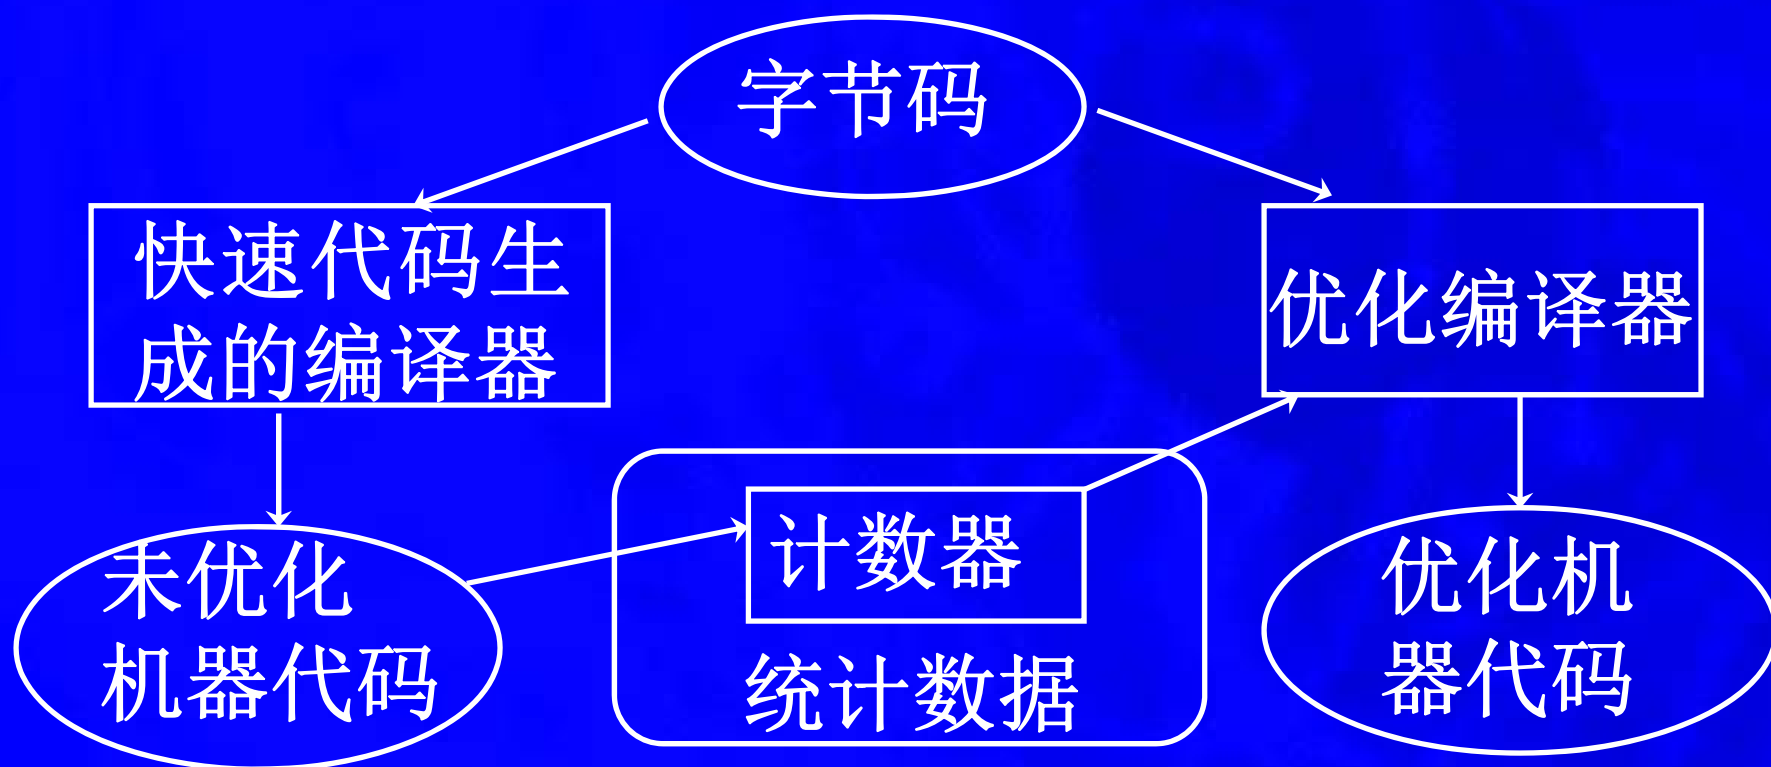 字节码
快速代码生
成的编译器
优化编译器
计数器
统计数据
未优化
机器代码
优化机
器代码